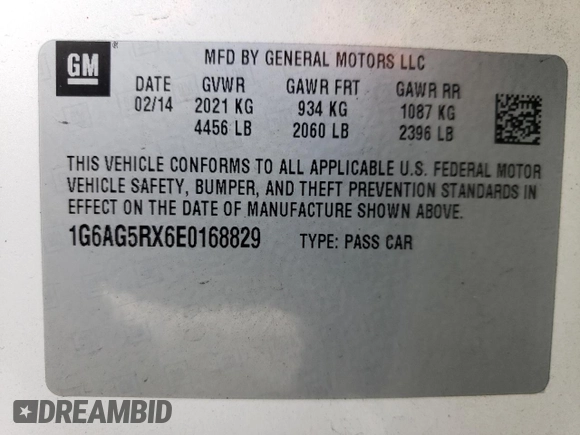 GM
MFD BY GENERAL MOTORS LLC
DATE GVWR GAWR FRT GAWR RR
02/14 2021 KG 934 KG 1087 KG
4456 LB 2060 LB 2396 LB
THIS VEHICLE CONFORMS TO ALL APPLICABLE U.S. FEDERAL MOTOR
VEHICLE SAFETY, BUMPER, AND THEFT PREVENTION STANDARDS IN
EFFECT ON THE DATE OF MANUFACTURE SHOWN ABOVE.
1G6AG5RX6E0168829 TYPE: PASS CAR
DREAMBID